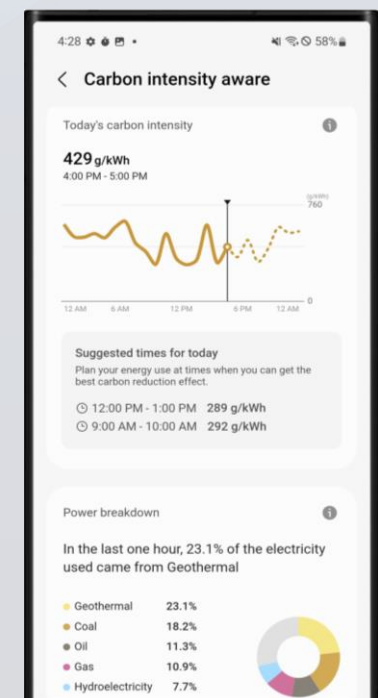 4:28
58%
Carbon intensity aware
Today's carbon intensity
429 g/kWh
4:00 PM - 5:00 PM
(g/kWh)
760
0
12 AM 6 AM 12 PM 6 PM 12 AM
Suggested times for today
Plan your energy use at times when you can get the
best carbon reduction effect.
12:00 PM - 1:00 PM 289 g/kWh
9:00 AM - 10:00 AM 292 g/kWh
Power breakdown
In the last one hour, 23.1% of the electricity
used came from Geothermal
Geothermal 23.1%
Coal 18.2%
Oil 11.3%
Gas 10.9%
Hydroelectricity 7.7%